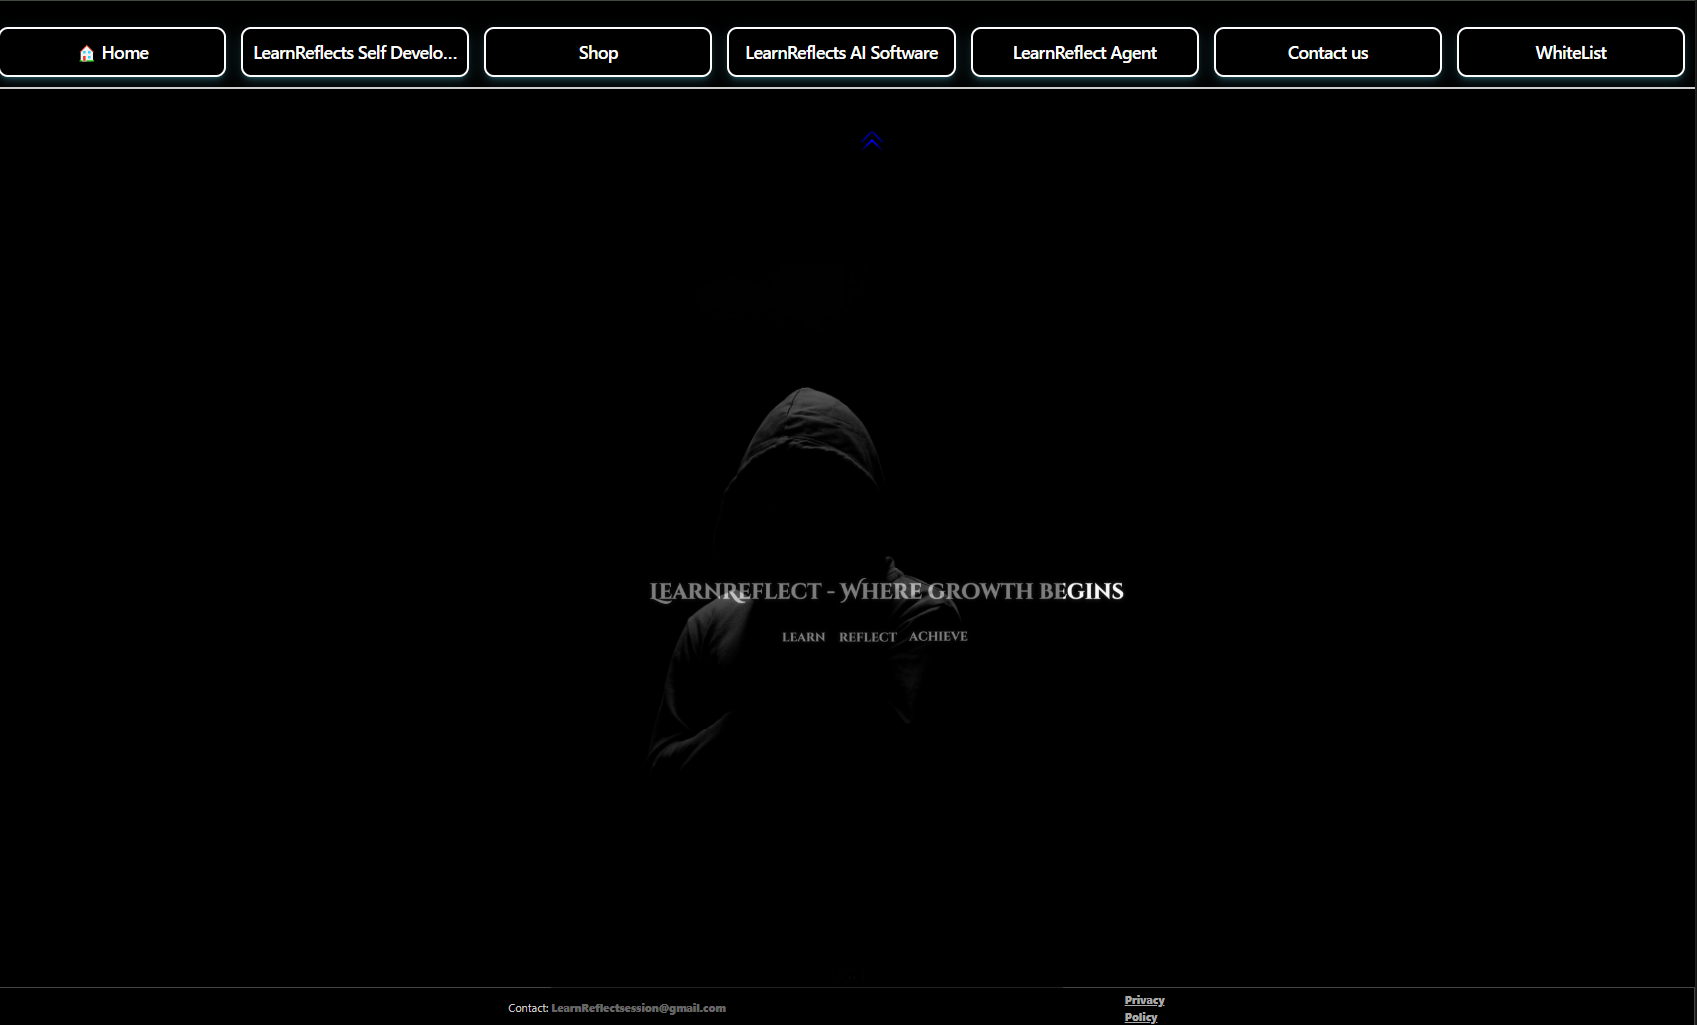 Home
LearnReflects Self Develo...
Shop
LearnReflects AI Software
LearnReflect Agent
Contact us
WhiteList
LearnReflect - Where growth begins
LEARN REFLECT ACHIEVE
Contact: LearnReflectsession@gmail.com
Privacy
Policy